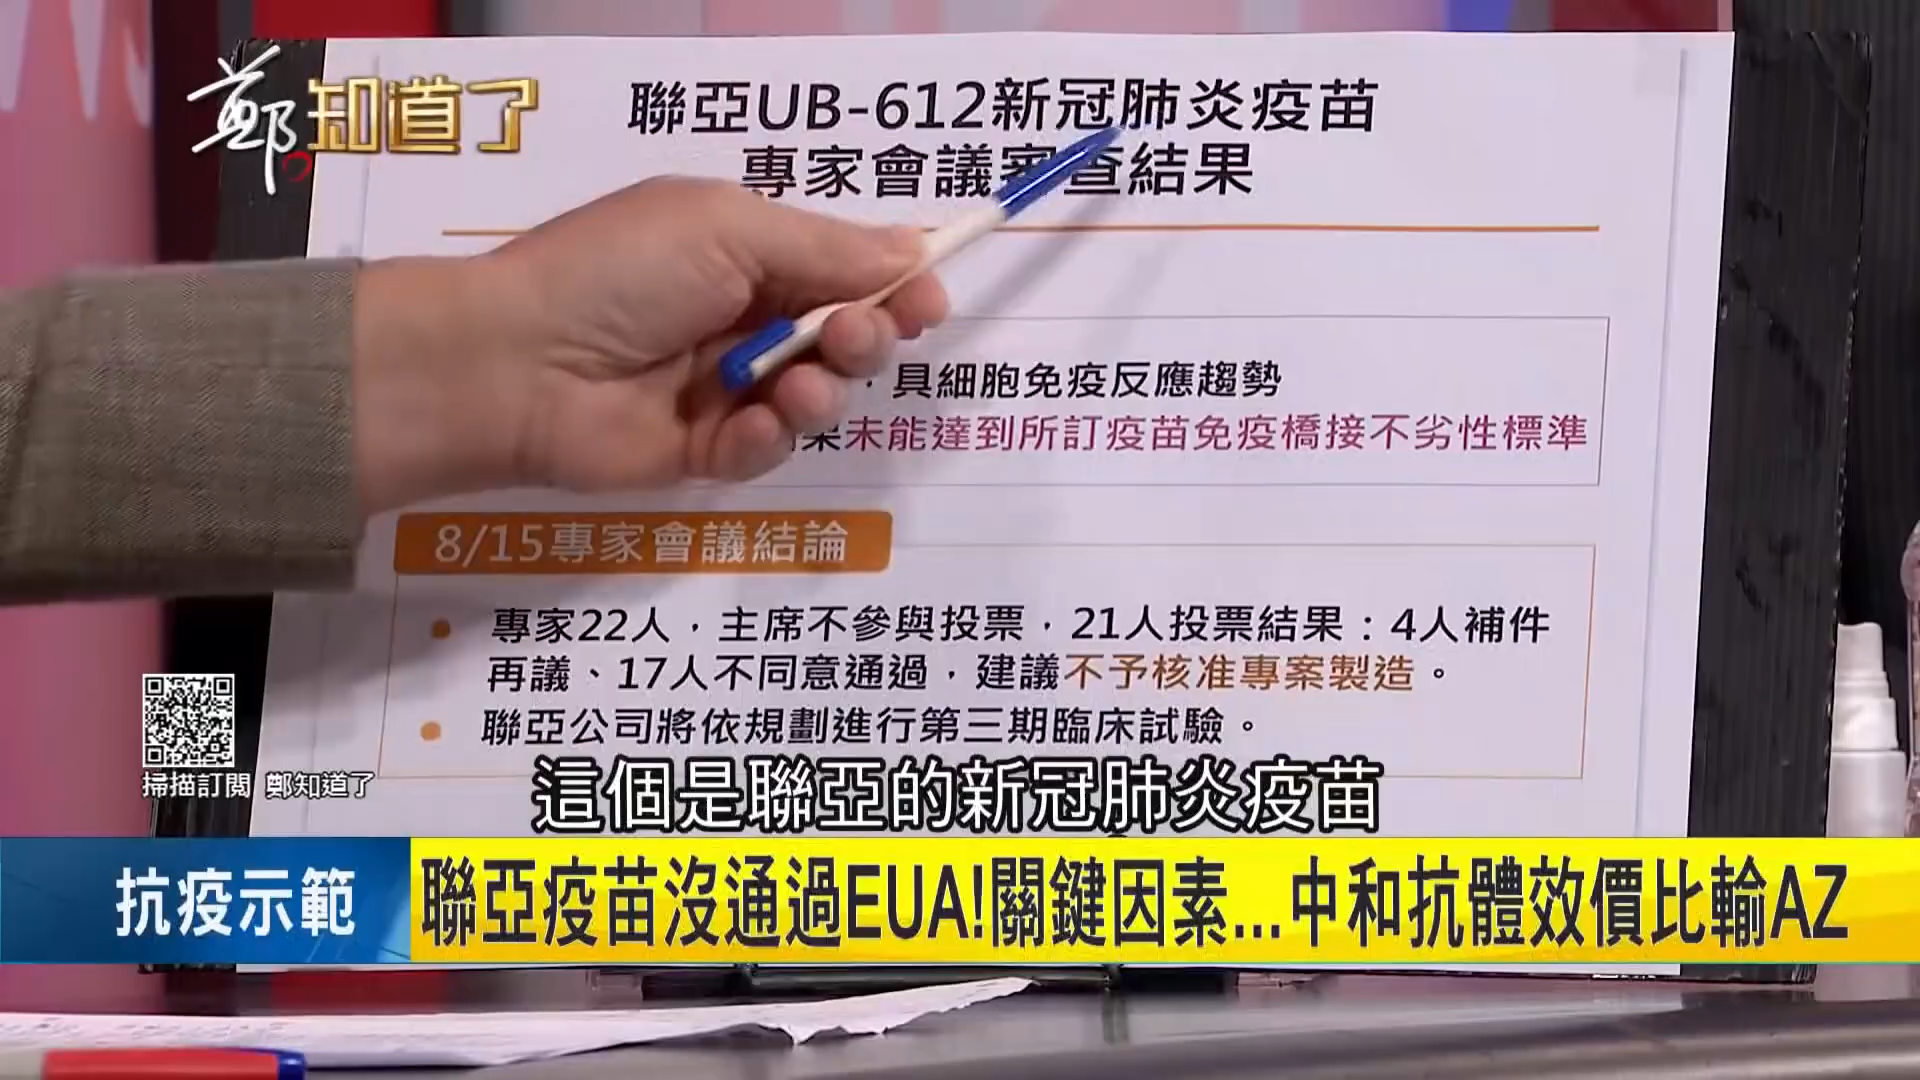 鄭知道了
聯亞UB-612新冠肺炎疫苗
專家會議審查結果
，具細胞免疫反應趨勢
果未能達到所訂疫苗免疫橋接不劣性標準
8/15專家會議結論
專家22人，主席不參與投票，21人投票結果：4人補件
再議、17人不同意通過，建議不予核准專案製造。
聯亞公司將依規劃進行第三期臨床試驗。
掃描訂閱 鄭知道了
這個是聯亞的新冠肺炎疫苗
抗疫示範
聯亞疫苗沒通過EUA!關鍵因素...中和抗體效價比輸AZ